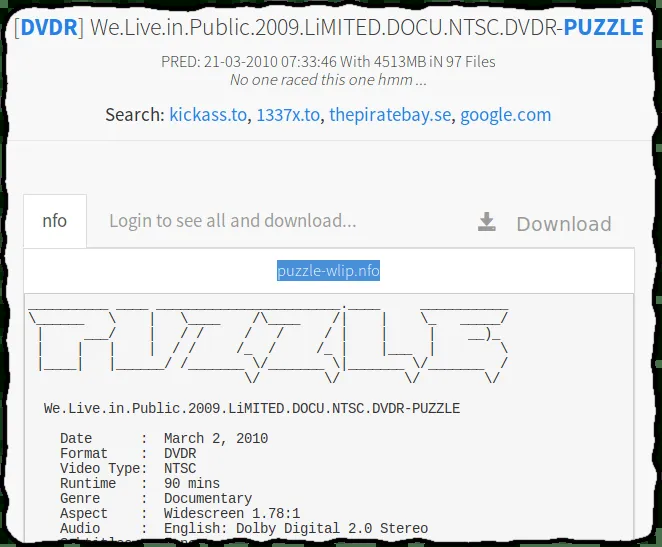 [DVDR] We.Live.in.Public.2009.LiMITED.DOCU.NTSC.DVDR-PUZZLE
PRED: 21-03-2010 07:33:46 With 4513MB iN 97 Files
No one raced this one hmm ...
Search: kickass.to, 1337x.to, thepiratebay.se, google.com
nfo Login to see all and download... Download
puzzle-wlip.nfo
PUZZLE
We.Live.in.Public.2009.LiMITED.DOCU.NTSC.DVDR-PUZZLE
Date : March 2, 2010
Format : DVDR
Video Type: NTSC
Runtime : 90 mins
Genre : Documentary
Aspect : Widescreen 1.78:1
Audio : English: Dolby Digital 2.0 Stereo